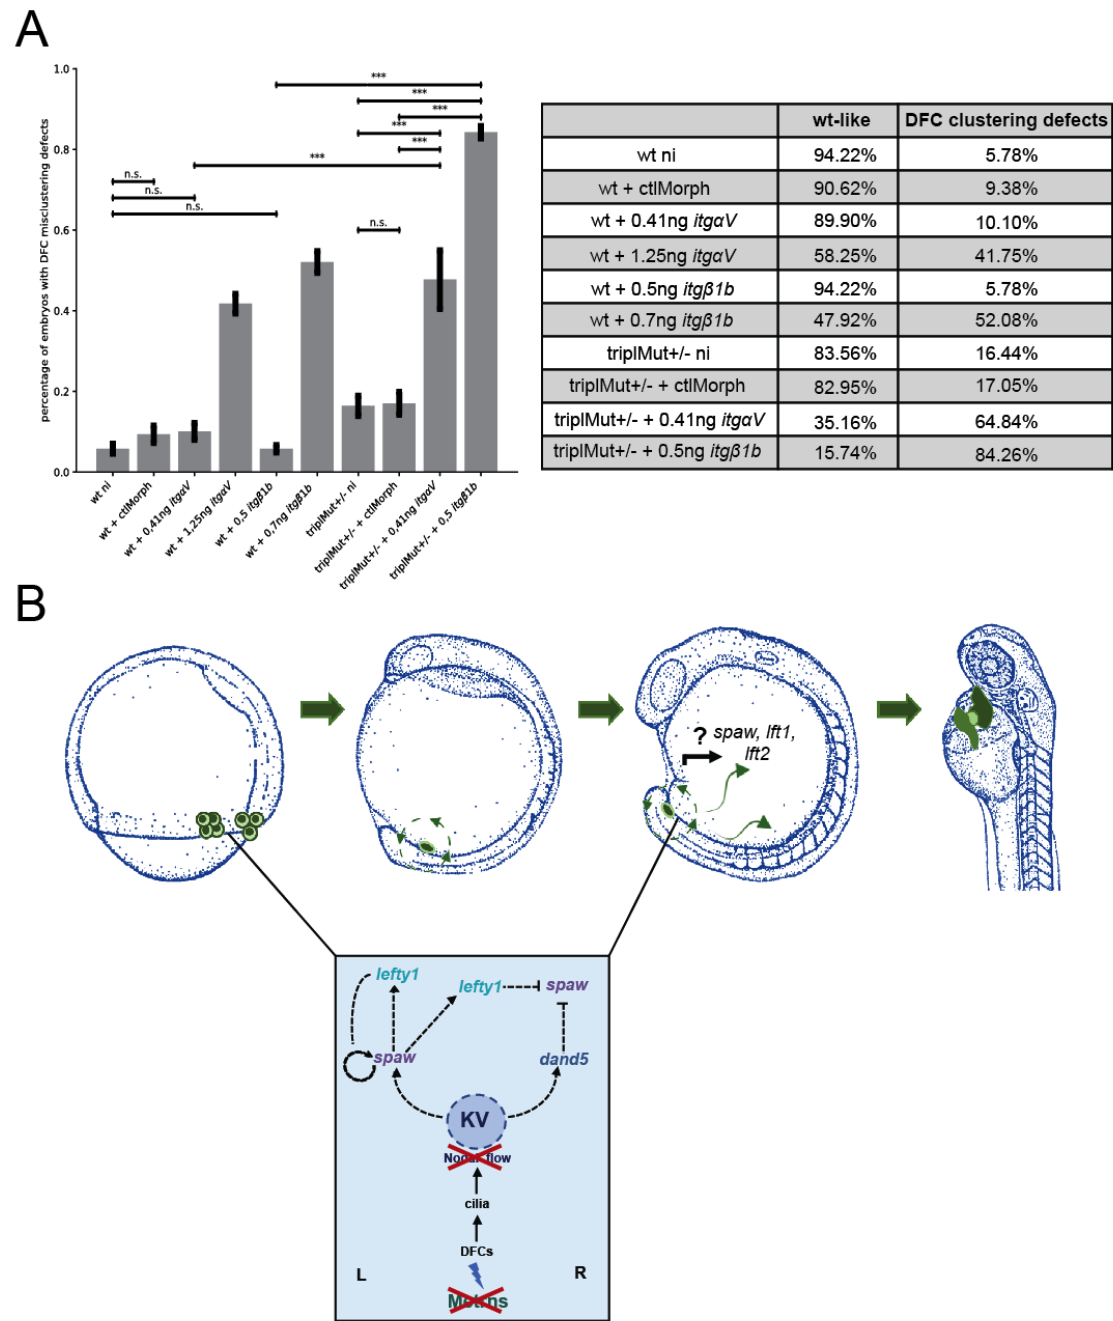 A
percentage of embryos with DFC misclustering defects
1.0
0.8
0.6
0.4
0.2
0.0
***
***
***
***
***
***
n.s.
n.s.
n.s.
n.s.
wt ni
wt + ctlMorph
wt + 0.41ng itgαV
wt + 1,25ng itgαV
wt + 0.5 itgβ1b
wt + 0,7ng itgβ1b
triplMut+/- ni
triplMut+/- + ctlMorph
triplMut+/- + 0.41ng itgαV
triplMut+/- + 0,5 itgβ1b
wt-like DFC clustering defects
wt ni 94.22% 5.78%
wt + ctlMorph 90.62% 9.38%
wt + 0.41ng itgαV 89.90% 10.10%
wt + 1.25ng itgαV 58.25% 41.75%
wt + 0.5ng itgβ1b 94.22% 5.78%
wt + 0.7ng itgβ1b 47.92% 52.08%
triplMut+/- ni 83.56% 16.44%
triplMut+/- + ctlMorph 82.95% 17.05%
triplMut+/- + 0.41ng itgαV 35.16% 64.84%
triplMut+/- + 0.5ng itgβ1b 15.74% 84.26%
B
? spaw, lft1,
lft2
lefty1
lefty1 spaw
spaw dand5
KV
Nodal flow
cilia
DFCs
L R
Metrns